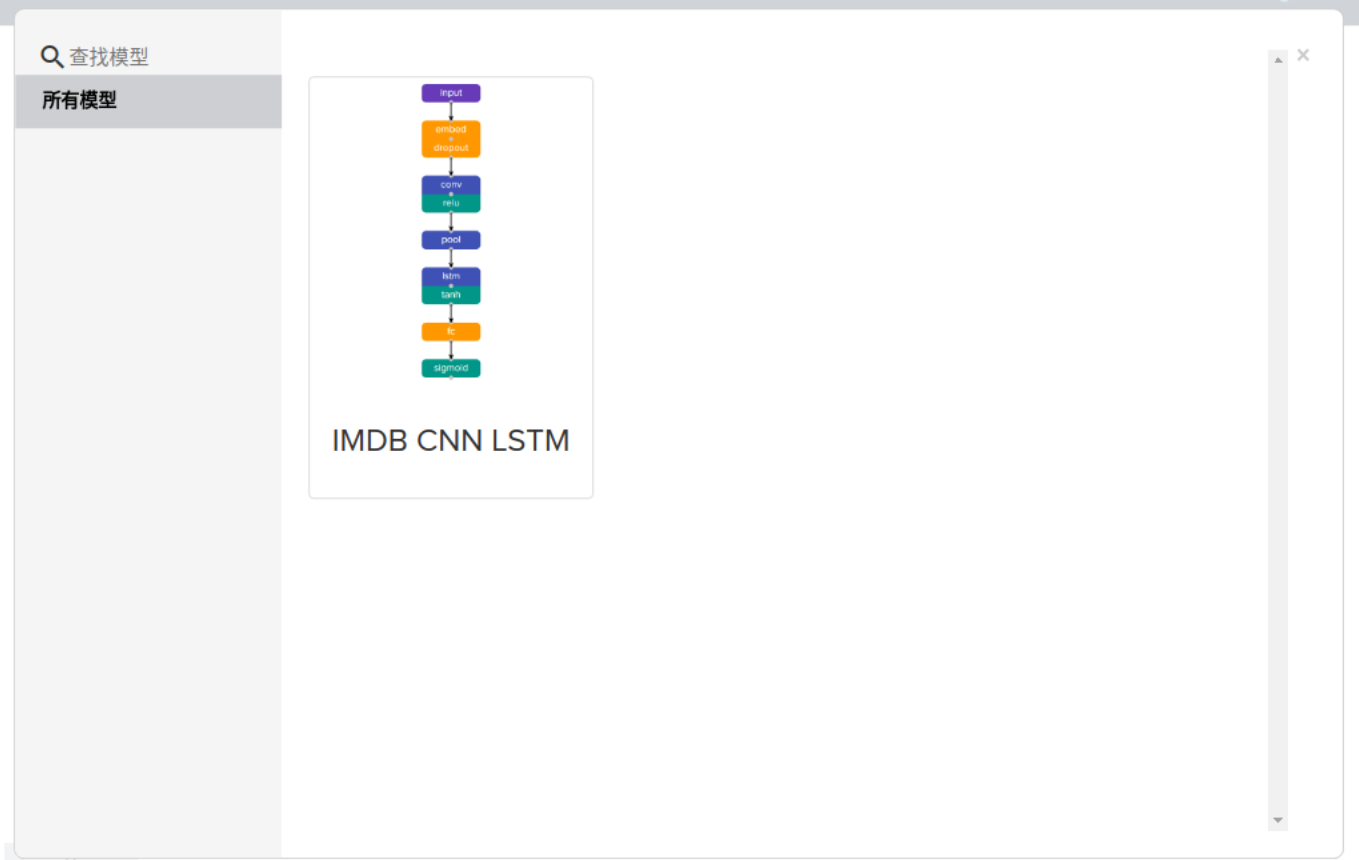 查找模型
所有模型
input
embed
dropout
conv
relu
pool
lstm
tanh
fc
sigmoid
IMDB CNN LSTM